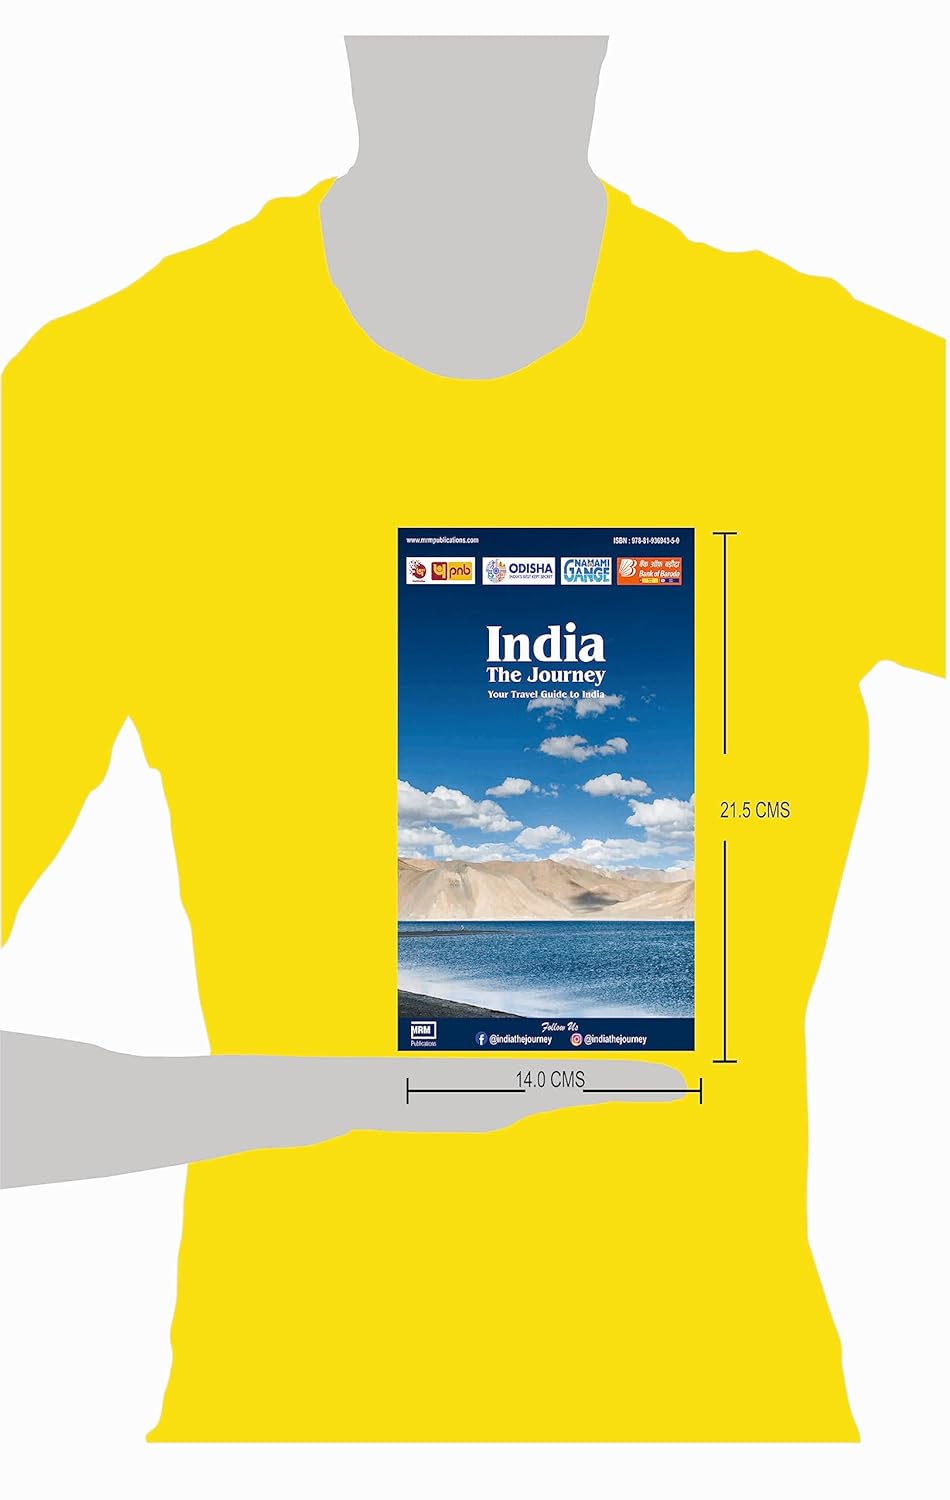 www.mrmpublications.com
ISBN : 978-81-936943-5-0
pnb
ODISHA
INDIA'S BEST KEPT SECRET
NAMAMI
GANGE
बैंक ऑफ़ बड़ौदा
Bank of Baroda
India
The Journey
Your Travel Guide to India
21.5 CMS
MRM
Publications
Follow Us
@indiathejourney
@indiathejourney
14.0 CMS